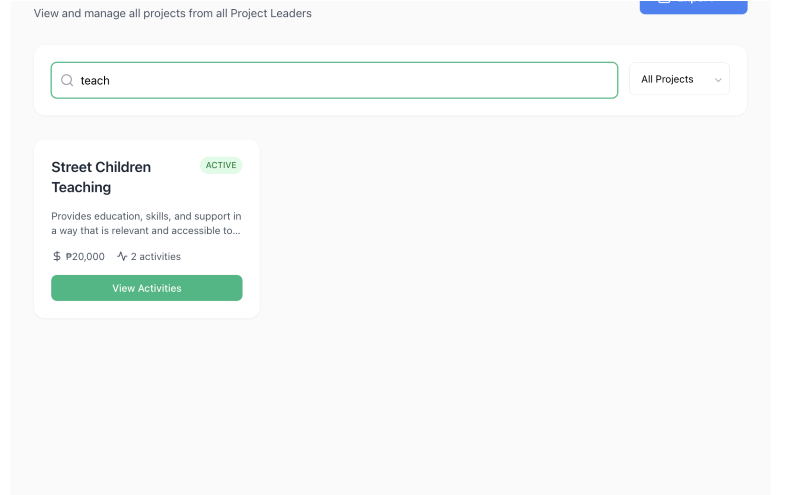 View and manage all projects from all Project Leaders
teach
All Projects
Street Children
Teaching
ACTIVE
Provides education, skills, and support in
a way that is relevant and accessible to...
$ ₱20,000 2 activities
View Activities